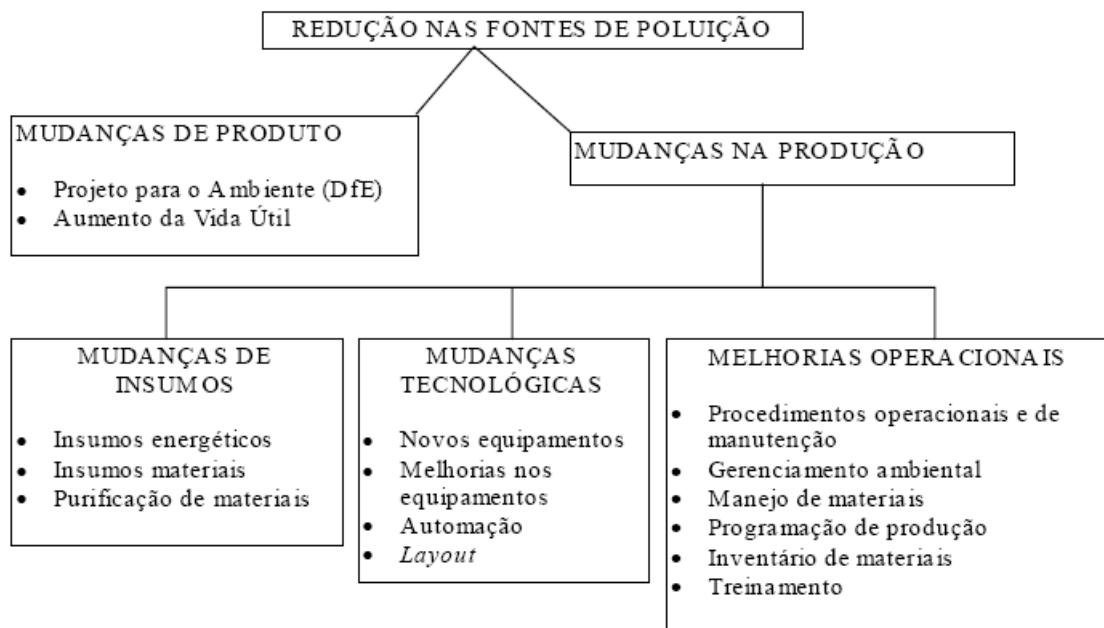 REDUÇÃO NAS FONTES DE POLUIÇÃO
MUDANÇAS DE PRODUTO
• Projeto para o Ambiente (DfE)
• Aumento da Vida Útil
MUDANÇAS NA PRODUÇÃO
MUDANÇAS DE
INSUMOS
• Insumos energéticos
• Insumos materiais
• Purificação de materiais
MUDANÇAS
TECNOLÓGICAS
• Novos equipamentos
• Melhorias nos
equipamentos
• Automação
• Layout
MELHORIAS OPERACIONAIS
• Procedimentos operacionais e de
manutenção
• Gerenciamento ambiental
• Manejo de materiais
• Programação de produção
• Inventário de materiais
• Treinamento